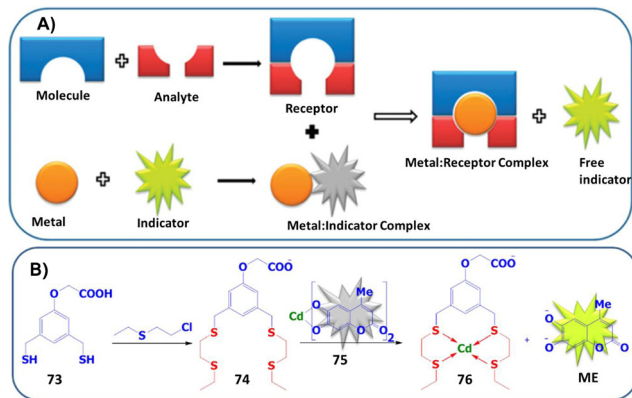 A)
Molecule
Analyte
Receptor
Metal
Indicator
Metal:Indicator Complex
Metal:Receptor Complex
Free
indicator
B)
O COOH
SH SH
73
S Cl
O COO⁻
S S
S S
74
Cd O Me
O O O 2
75
O COO⁻
S S
Cd
S S
76
+
Me
⁻O
⁻O O O
ME